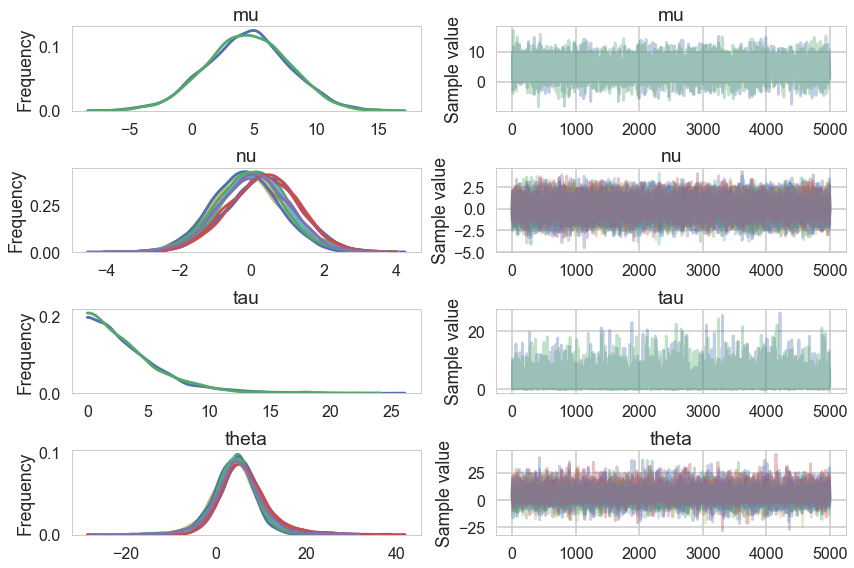 mu
Frequency
0.1
0.0
−5 0 5 10 15
mu
Sample value
10
0
0 1000 2000 3000 4000 5000
nu
Frequency
0.25
0.00
−4 −2 0 2 4
nu
Sample value
2.5
0.0
−2.5
−5.0
0 1000 2000 3000 4000 5000
tau
Frequency
0.2
0.0
0 5 10 15 20 25
tau
Sample value
20
0
0 1000 2000 3000 4000 5000
theta
Frequency
0.1
0.0
−20 0 20 40
theta
Sample value
25
0
−25
0 1000 2000 3000 4000 5000